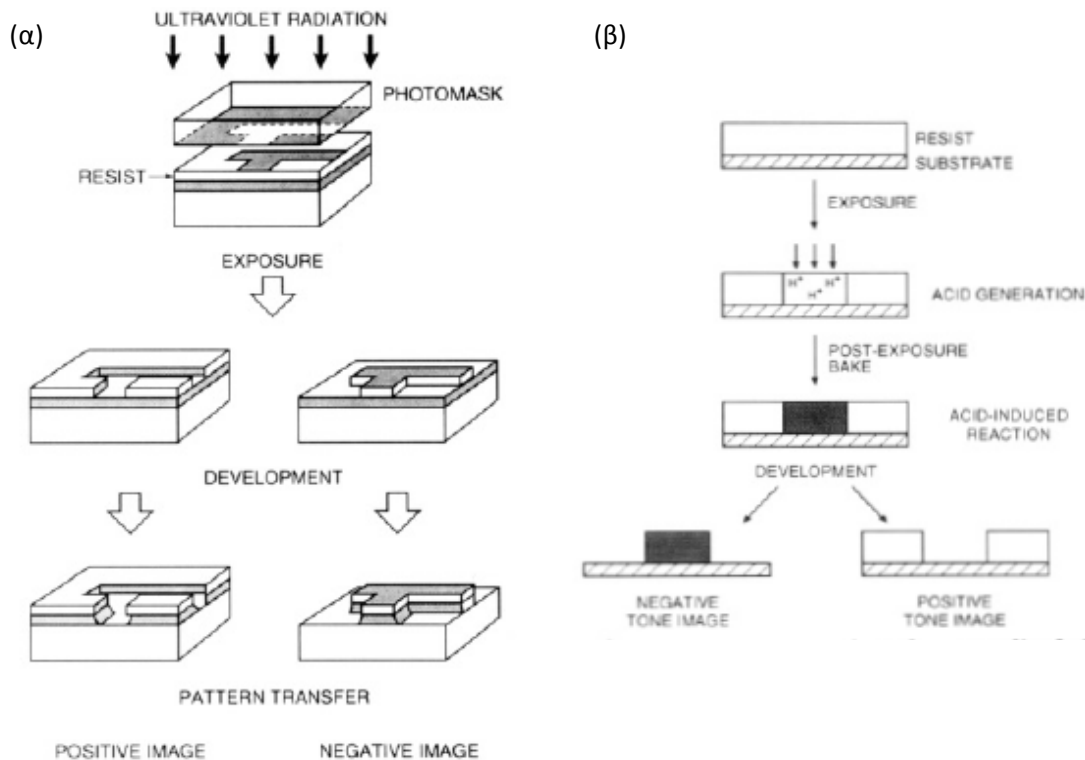 (α)
ULTRAVIOLET RADIATION
PHOTOMASK
RESIST
EXPOSURE
DEVELOPMENT
PATTERN TRANSFER
POSITIVE IMAGE
NEGATIVE IMAGE
(β)
RESIST
SUBSTRATE
EXPOSURE
H+ H+
H+
ACID GENERATION
POST-EXPOSURE
BAKE
ACID-INDUCED
REACTION
DEVELOPMENT
NEGATIVE
TONE IMAGE
POSITIVE
TONE IMAGE